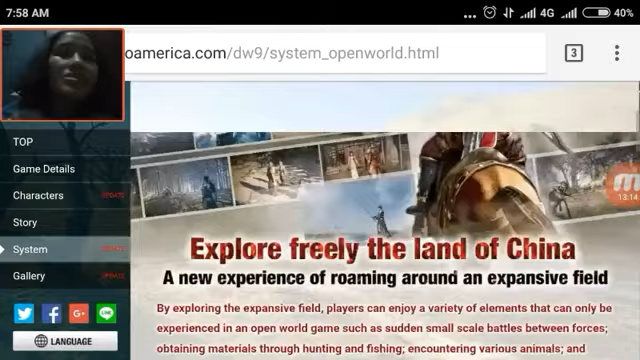 7:58 AM
... 4G 40%
oamerica.com/dw9/system_openworld.html
3
TOP
Game Details
Characters UPDATE
Story
System
Gallery UPDATE
LANGUAGE
13:14
Explore freely the land of China
A new experience of roaming around an expansive field
By exploring the expansive field, players can enjoy a variety of elements that can only be
experienced in an open world game such as sudden small scale battles between forces;
obtaining materials through hunting and fishing; encountering various animals; and